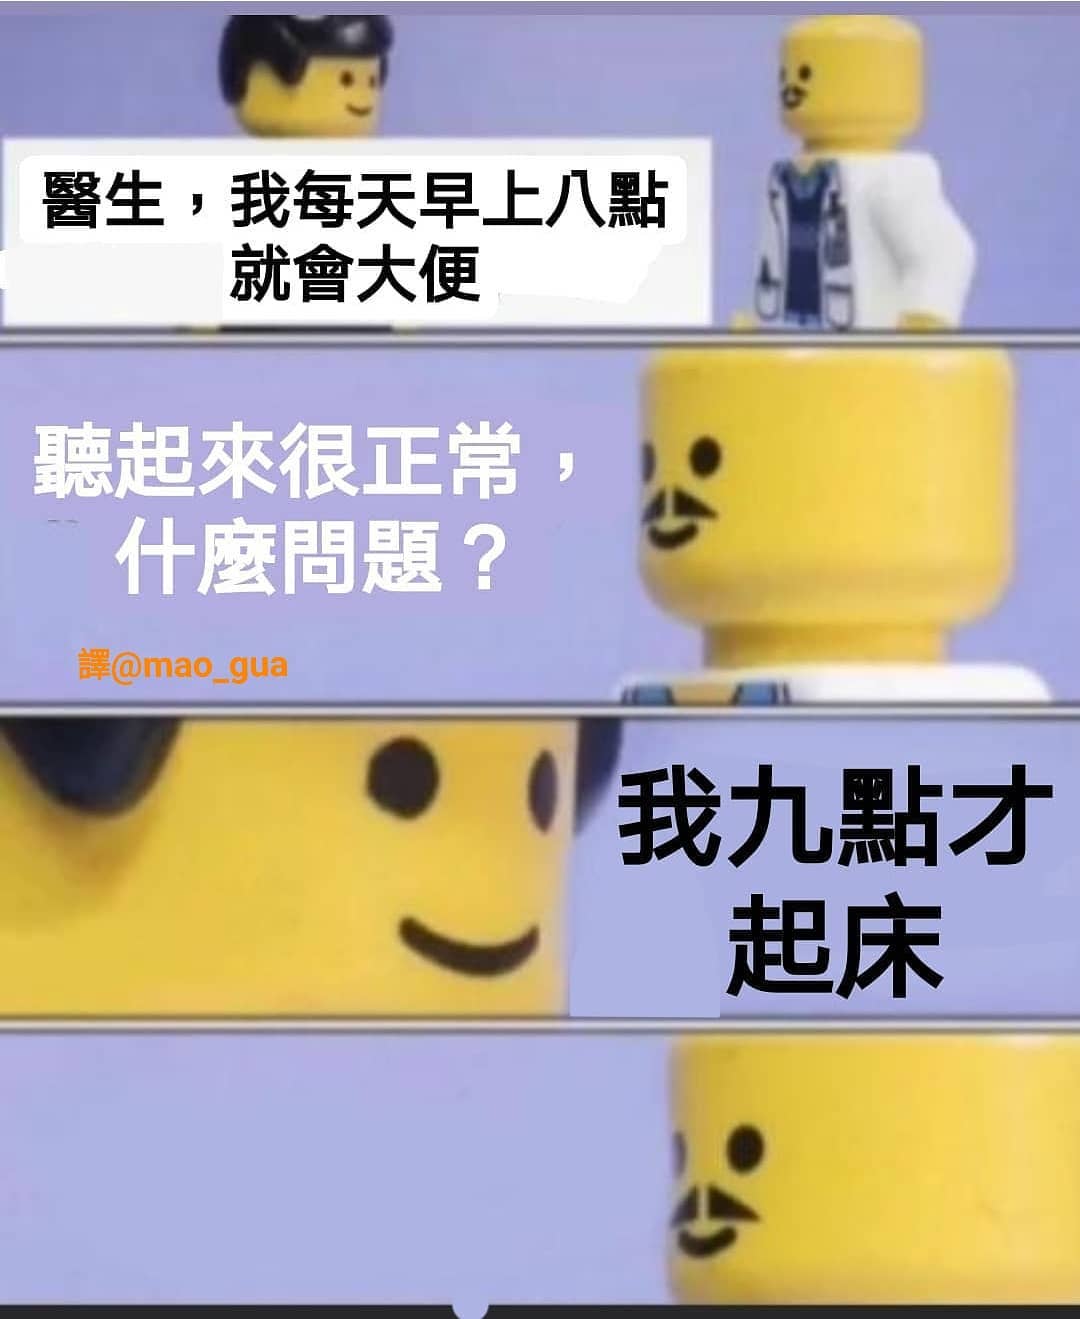 醫生，我每天早上八點
就會大便
聽起來很正常，
什麼問題？
譯@mao_gua
我九點才
起床